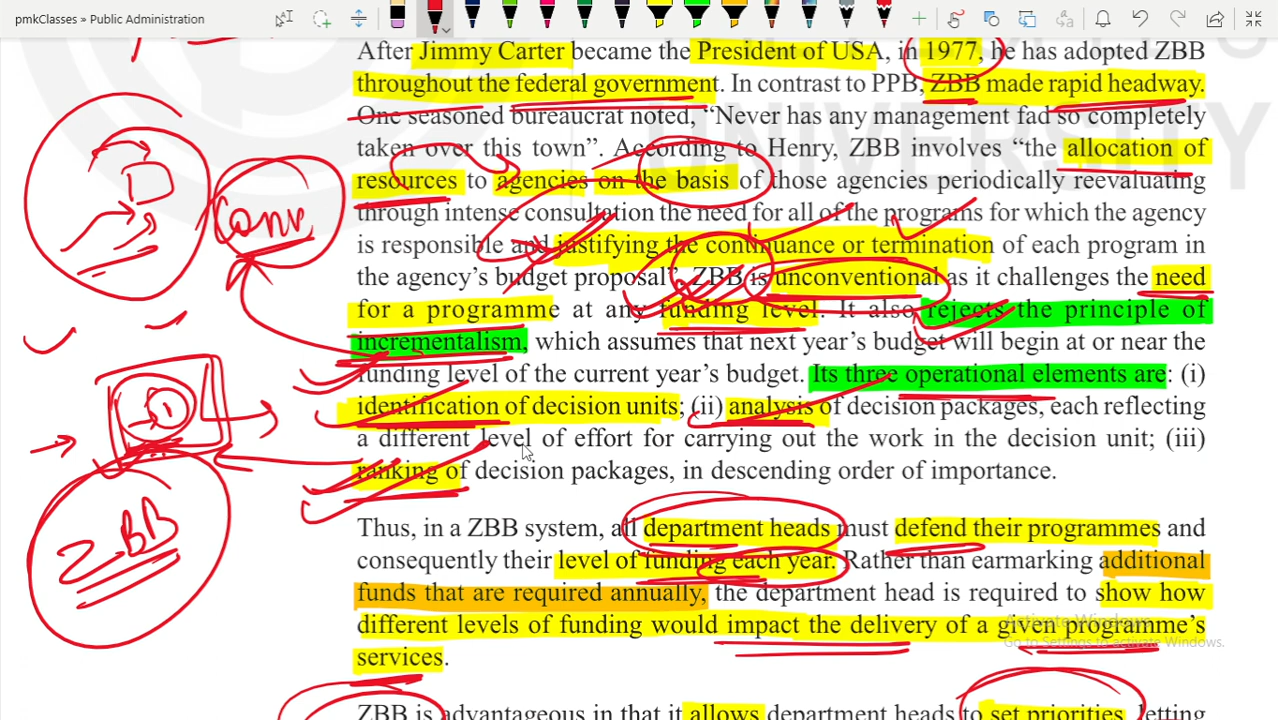 pmkClasses » Public Administration
After Jimmy Carter became the President of USA, in 1977, he has adopted ZBB
throughout the federal government. In contrast to PPB, ZBB made rapid headway.
One seasoned bureaucrat noted, “Never has any management fad so completely
taken over this town”. According to Henry, ZBB involves “the allocation of
resources to agencies on the basis of those agencies periodically reevaluating
through intense consultation the need for all of the programs for which the agency
is responsible and justifying the continuance or termination of each program in
the agency’s budget proposal”. ZBB is unconventional as it challenges the need
for a programme at any funding level. It also rejects the principle of
incrementalism, which assumes that next year’s budget will begin at or near the
funding level of the current year’s budget. Its three operational elements are: (i)
identification of decision units; (ii) analysis of decision packages, each reflecting
a different level of effort for carrying out the work in the decision unit; (iii)
ranking of decision packages, in descending order of importance.
Thus, in a ZBB system, all department heads must defend their programmes and
consequently their level of funding each year. Rather than earmarking additional
funds that are required annually, the department head is required to show how
different levels of funding would impact the delivery of a given programme’s
services.
ZBB is advantageous in that it allows department heads to set priorities, letting
UNIVERSITY
D
Conv
ZBB
Activate Windows
Go to Settings to activate Windows.